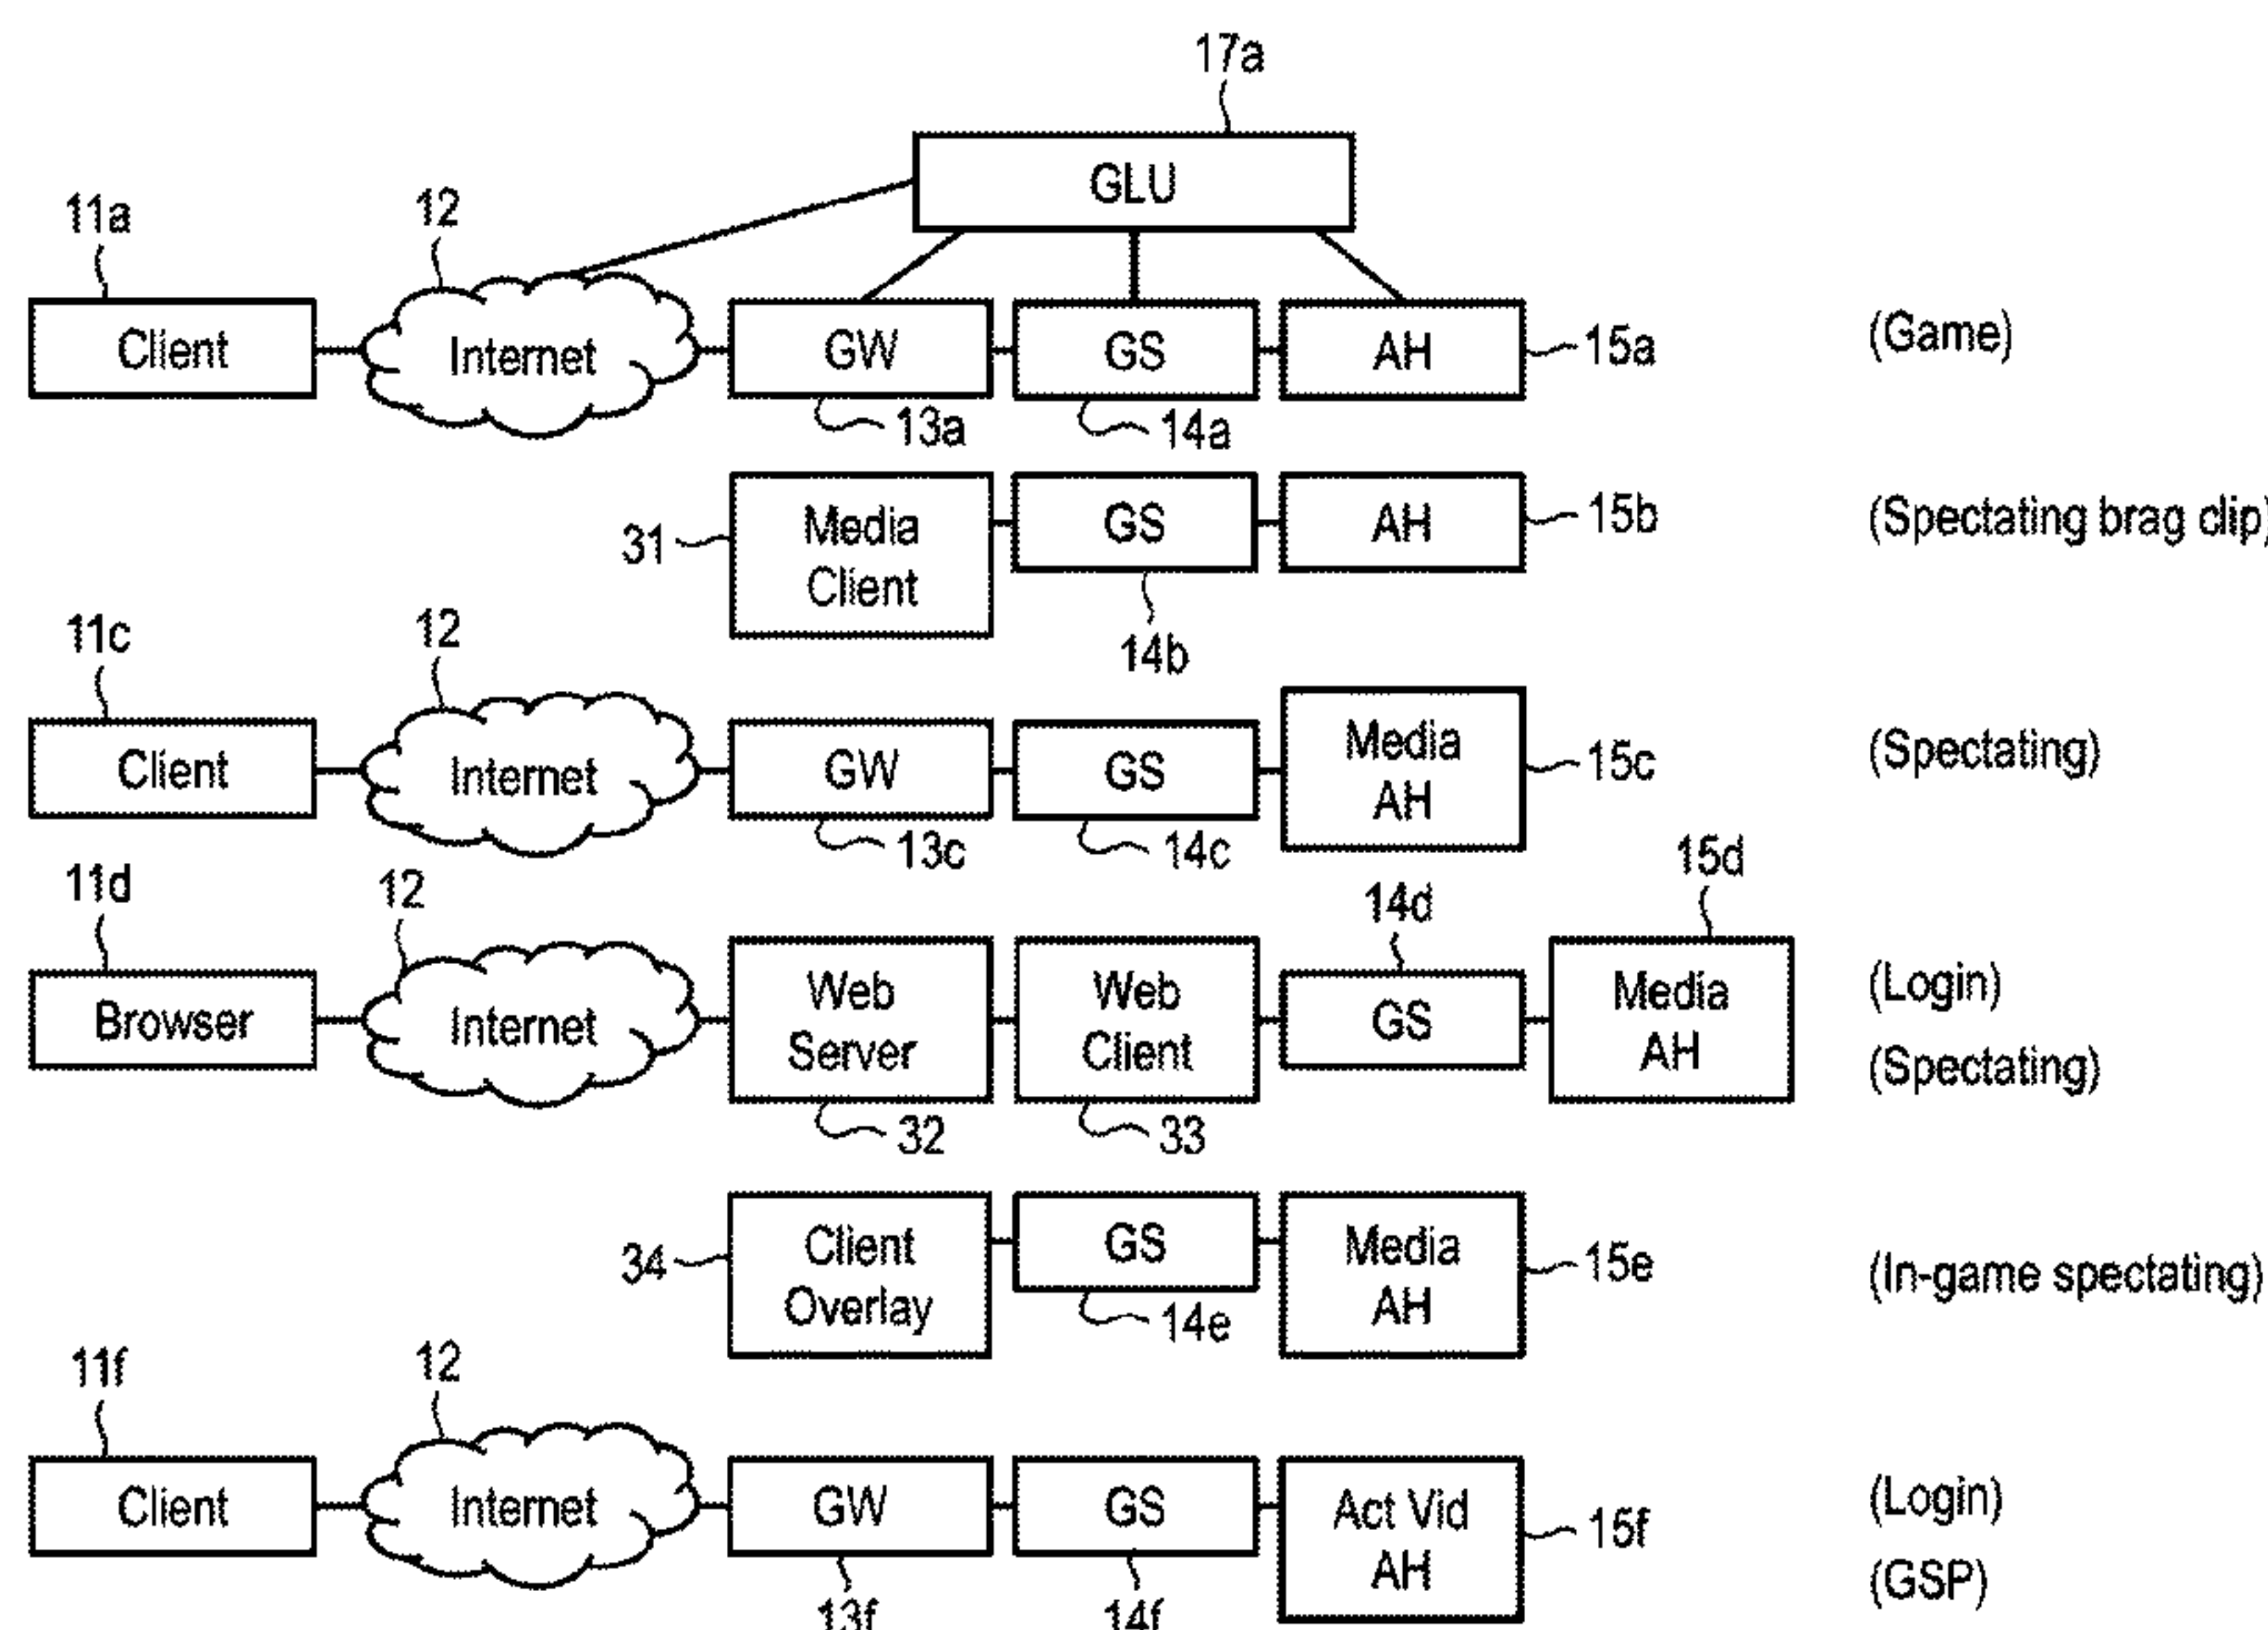 17a
GLU
11a
12
Client
Internet
GW
GS
AH
15a
(Game)
13a
14a
31
Media
Client
GS
AH
15b
(Spectating brag clip)
14b
11c
12
Client
Internet
GW
GS
Media
AH
15c
(Spectating)
13c
14c
11d
12
14d
15d
Browser
Internet
Web
Server
Web
Client
GS
Media
AH
(Login)
(Spectating)
32
33
34
Client
Overlay
GS
Media
AH
15e
(In-game spectating)
14e
11f
12
Client
Internet
GW
GS
Act Vid
AH
15f
(Login)
(GSP)
13f
14f